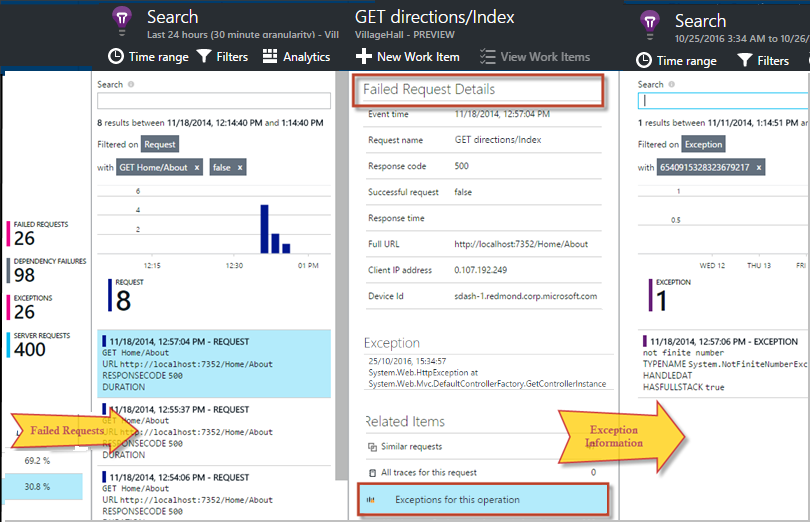 FAILED REQUESTS
26
DEPENDENCY FAILURES
98
EXCEPTIONS
26
SERVER REQUESTS
400
69.2 %
30.8 %
Failed Requests
Search
Last 24 hours (30 minute granularity) - Vill
Time range
Filters
Analytics
Search
8 results between 11/18/2014, 12:14:40 PM and 1:14:40 PM
Filtered on Request
with GET Home/About x false x
6
4
2
12:15 12:30 01 PM
REQUEST
8
11/18/2014, 12:57:04 PM - REQUEST
GET Home/About
URL http://localhost:7352/Home/About
RESPONSECODE 500
DURATION
11/18/2014, 12:55:37 PM - REQUEST
GET Home/About
URL http://localhost:7352/Home/About
RESPONSECODE 500
DURATION
11/18/2014, 12:54:06 PM - REQUEST
GET Home/About
URL http://localhost:7352/Home/About
RESPONSECODE 500
GET directions/Index
VillageHall - PREVIEW
New Work Item
View Work Items
Failed Request Details
Event time 11/18/2014, 12:57:04 PM
Request name GET directions/Index
Response code 500
Successful request false
Response time
Full URL http://localhost:7352/Home/About
Client IP address 0.107.192.249
Device Id sdash-1.redmond.corp.microsoft.com
Exception
25/10/2016, 15:34:57
System.Web.HttpException at
System.Web.Mvc.DefaultControllerFactory.GetControllerInstance
Related Items
Similar requests
All traces for this request 0
Exceptions for this operation
Exception
Information
Search
10/25/2016 3:34 AM to 10/26/
Time range
Filters
Search
1 results between 11/11/2014, 1:14:51 PM an
Filtered on Exception
with 6540915328323679217 x
1
0.5
WED 12 THU 13 FRI
EXCEPTION
1
11/18/2014, 12:57:06 PM - EXCEPTION
not finite number
TYPENAME System.NotFiniteNumberExc
HANDLEDAT
HASFULLSTACK true